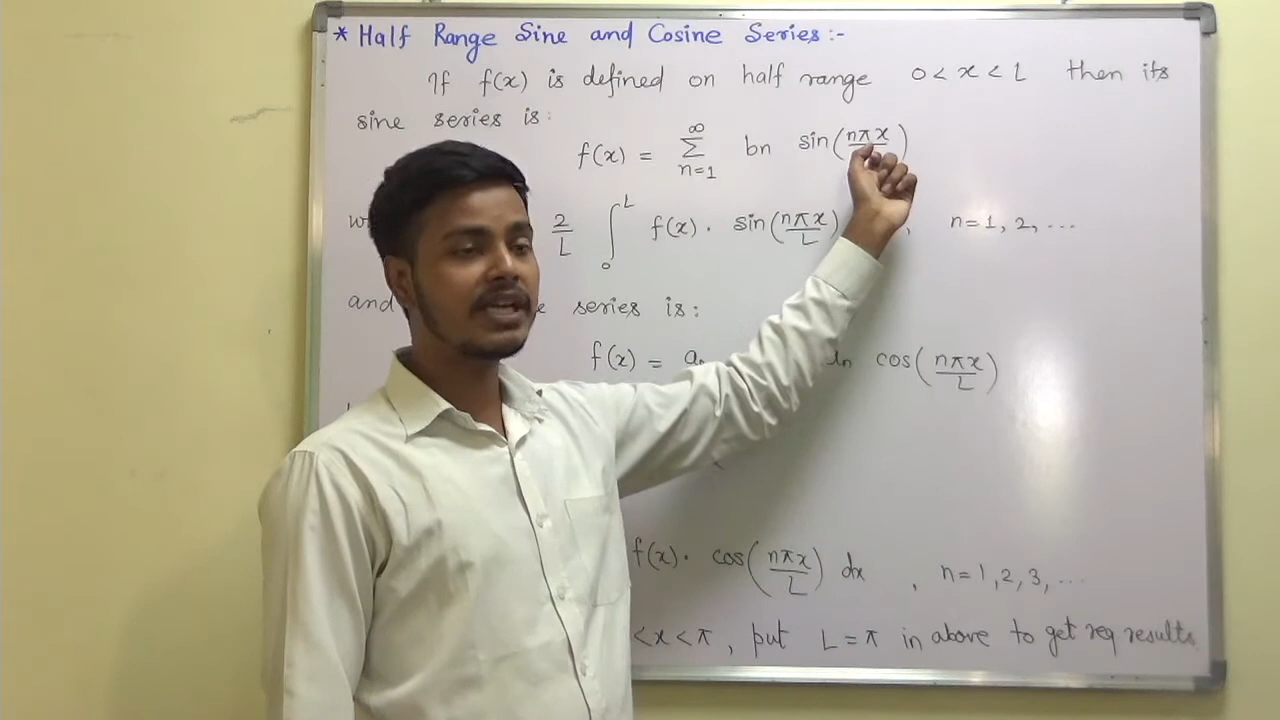 * Half Range Sine and Cosine Series:-
If f(x) is defined on half range 0 < x < L then its
sine series is:
f(x) = ∞ Σ n=1 bn sin(nπx
2/L ∫ 0 L f(x) · sin(nπx/L) , n=1, 2, ...
and series is:
f(x) = cos(nπx/L)
f(x) · cos(nπx/L) dx , n=1,2,3,...
<x<π, put L=π in above to get req results